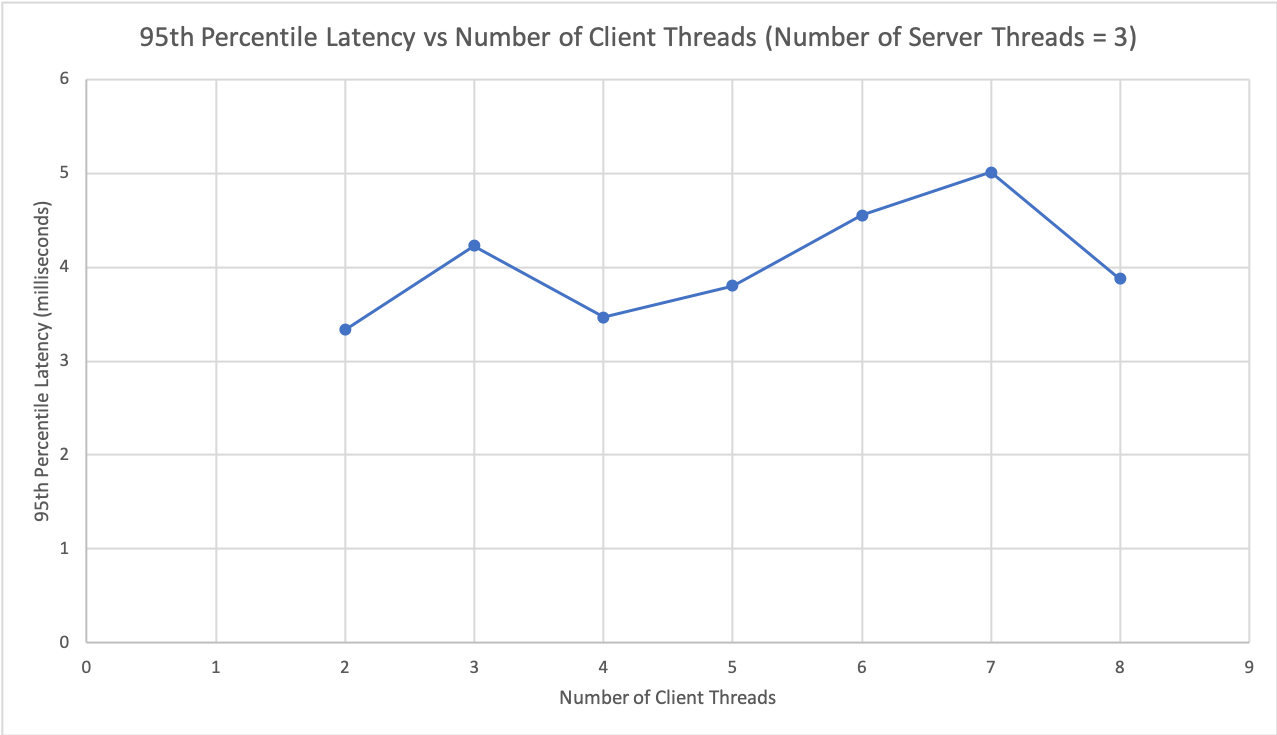 95th Percentile Latency vs Number of Client Threads (Number of Server Threads = 3)
95th Percentile Latency (milliseconds)
6
5
4
3
2
1
0
0 1 2 3 4 5 6 7 8 9
Number of Client Threads